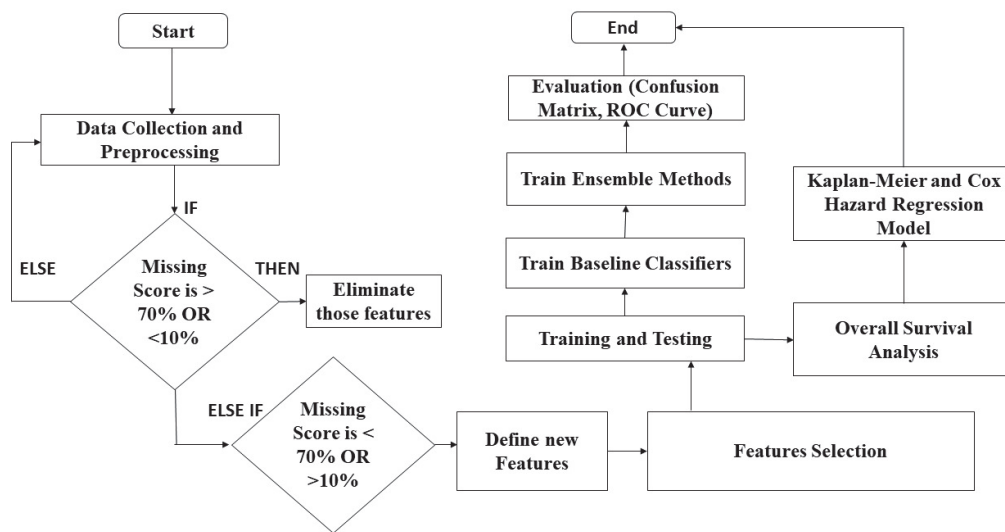 Start
Data Collection and
Preprocessing
IF
ELSE
Missing
Score is >
70% OR
<10%
THEN
Eliminate
those features
ELSE IF
Missing
Score is <
70% OR
>10%
Define new
Features
Features Selection
Training and Testing
Train Baseline Classifiers
Train Ensemble Methods
Evaluation (Confusion
Matrix, ROC Curve)
End
Overall Survival
Analysis
Kaplan-Meier and Cox
Hazard Regression
Model